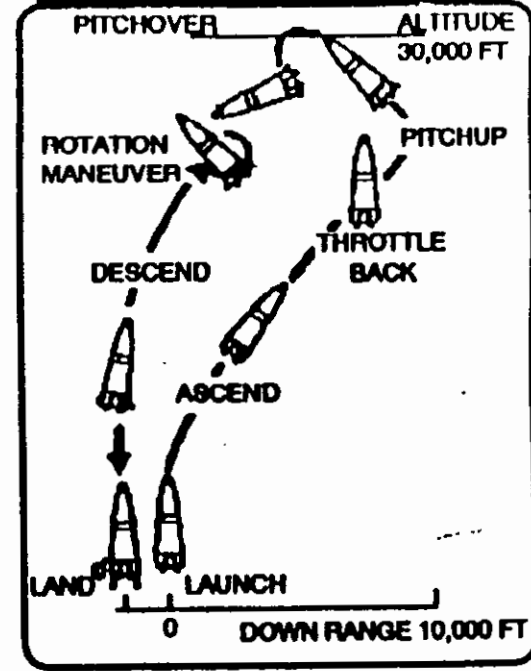 PITCHOVER
ALTITUDE
30,000 FT
ROTATION
MANEUVER
PITCHUP
THROTTLE
BACK
DESCEND
ASCEND
LAND
LAUNCH
0
DOWN RANGE 10,000 FT